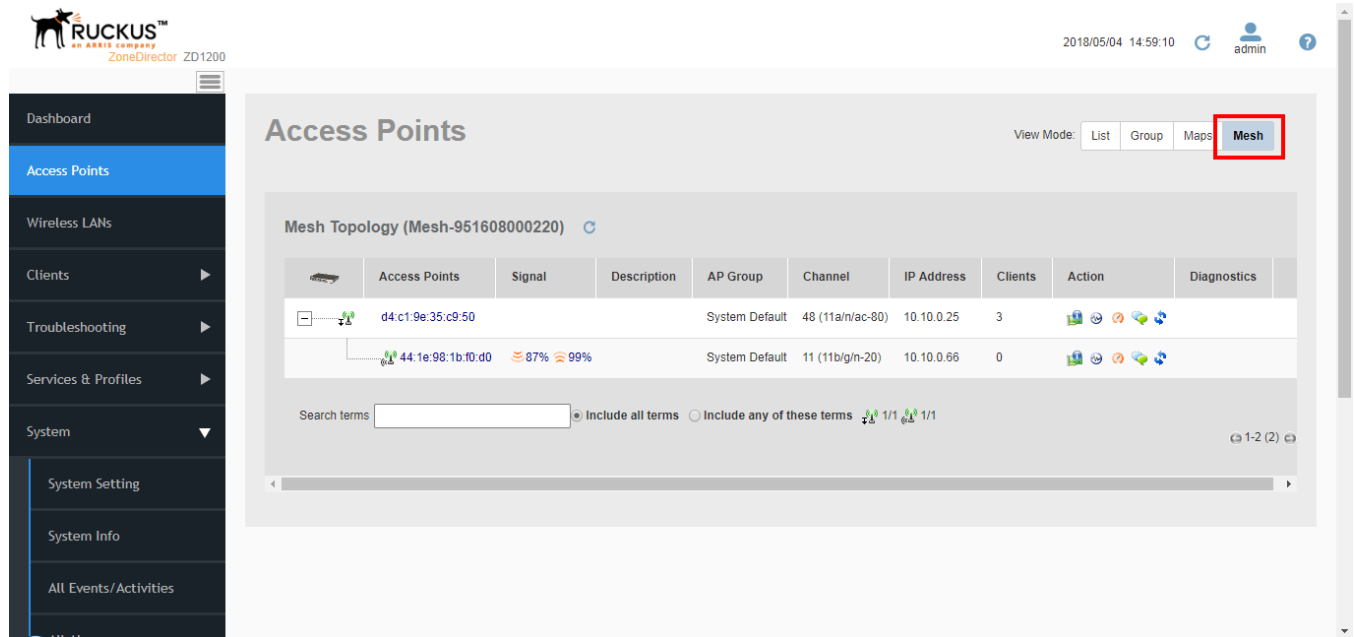 RUCKUS™
an ARRIS company
ZoneDirector ZD1200
2018/05/04 14:59:10
admin
?
Dashboard
Access Points
Wireless LANs
Clients
Troubleshooting
Services & Profiles
System
System Setting
System Info
All Events/Activities
Access Points
View Mode: List Group Maps Mesh
Mesh Topology (Mesh-951608000220)
Access Points Signal Description AP Group Channel IP Address Clients Action Diagnostics
d4:c1:9e:35:c9:50 System Default 48 (11a/n/ac-80) 10.10.0.25 3
44:1e:98:1b:f0:d0 87% 99% System Default 11 (11b/g/n-20) 10.10.0.66 0
Search terms Include all terms Include any of these terms 1/1 1/1
1-2 (2)